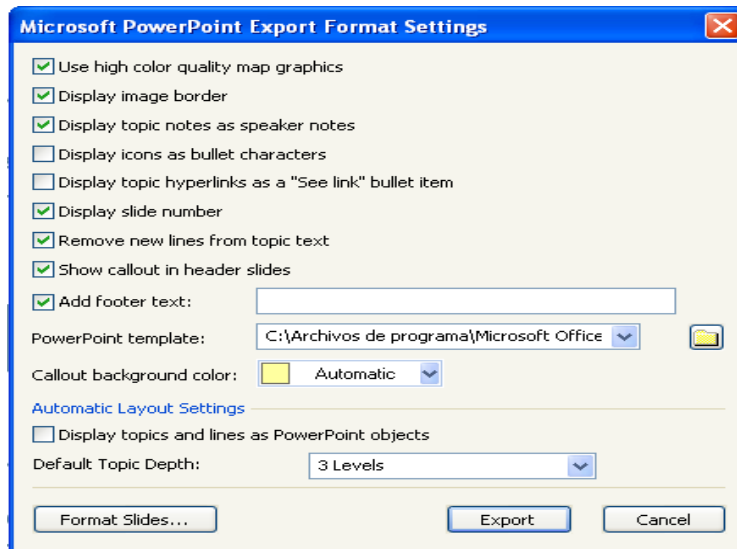 Microsoft PowerPoint Export Format Settings
Use high color quality map graphics
Display image border
Display topic notes as speaker notes
Display icons as bullet characters
Display topic hyperlinks as a "See link" bullet item
Display slide number
Remove new lines from topic text
Show callout in header slides
Add footer text:
PowerPoint template: C:\Archivos de programa\Microsoft Office
Callout background color: Automatic
Automatic Layout Settings
Display topics and lines as PowerPoint objects
Default Topic Depth: 3 Levels
Format Slides... Export Cancel